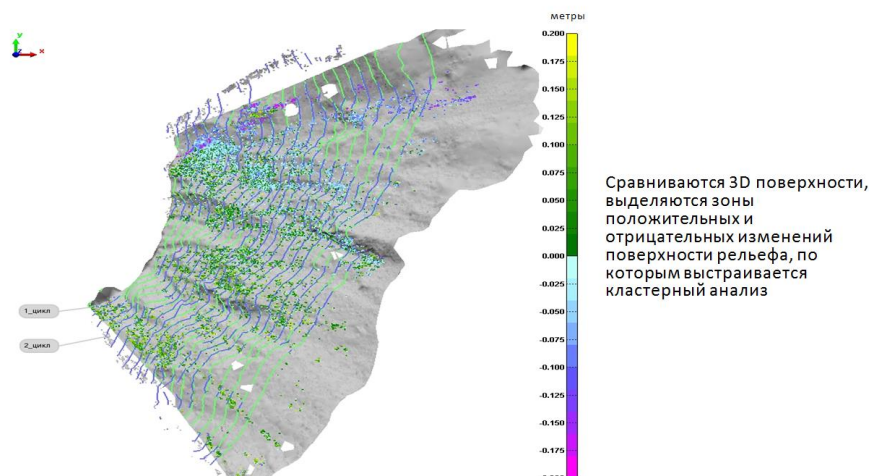 метры
Y
X
0.200
0.175
0.150
0.125
0.100
0.075
0.050
0.025
0.000
-0.025
-0.050
-0.075
-0.100
-0.125
-0.150
-0.175
Сравниваются 3D поверхности,
выделяются зоны
положительных и
отрицательных изменений
поверхности рельефа, по
которым выстраивается
кластерный анализ
1_цикл
2_цикл